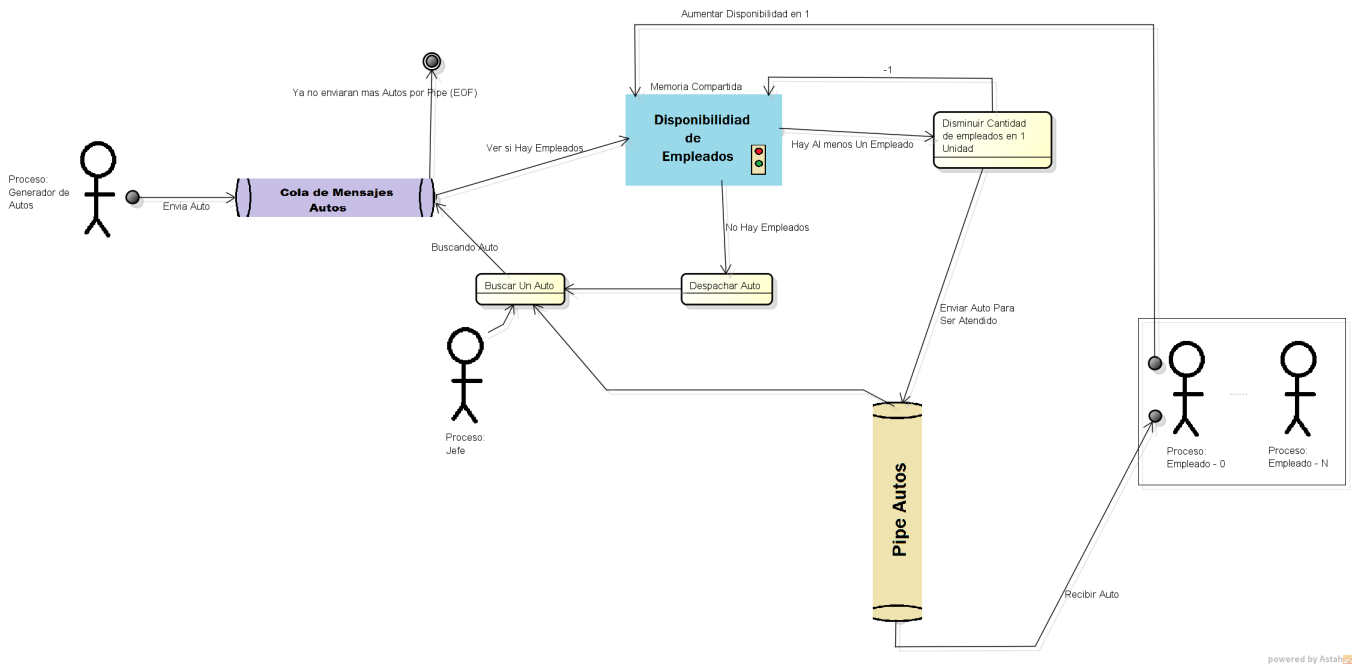 Aumentar Disponibilidad en 1
-1
Ya no enviaran mas Autos por Pipe (EOF)
Memoria Compartida
Disponibilidiad
de
Empleados
Disminuir Cantidad
de empleados en 1
Unidad
Ver si Hay Empleados
Hay Al menos Un Empleado
Proceso:
Generador de
Autos
Envia Auto
Cola de Mensajes
Autos
No Hay Empleados
Buscando Auto
Buscar Un Auto
Despachar Auto
Enviar Auto Para
Ser Atendido
Proceso:
Jefe
Pipe Autos
Proceso:
Empleado - 0
......
Proceso:
Empleado - N
Recibir Auto
powered by Astah